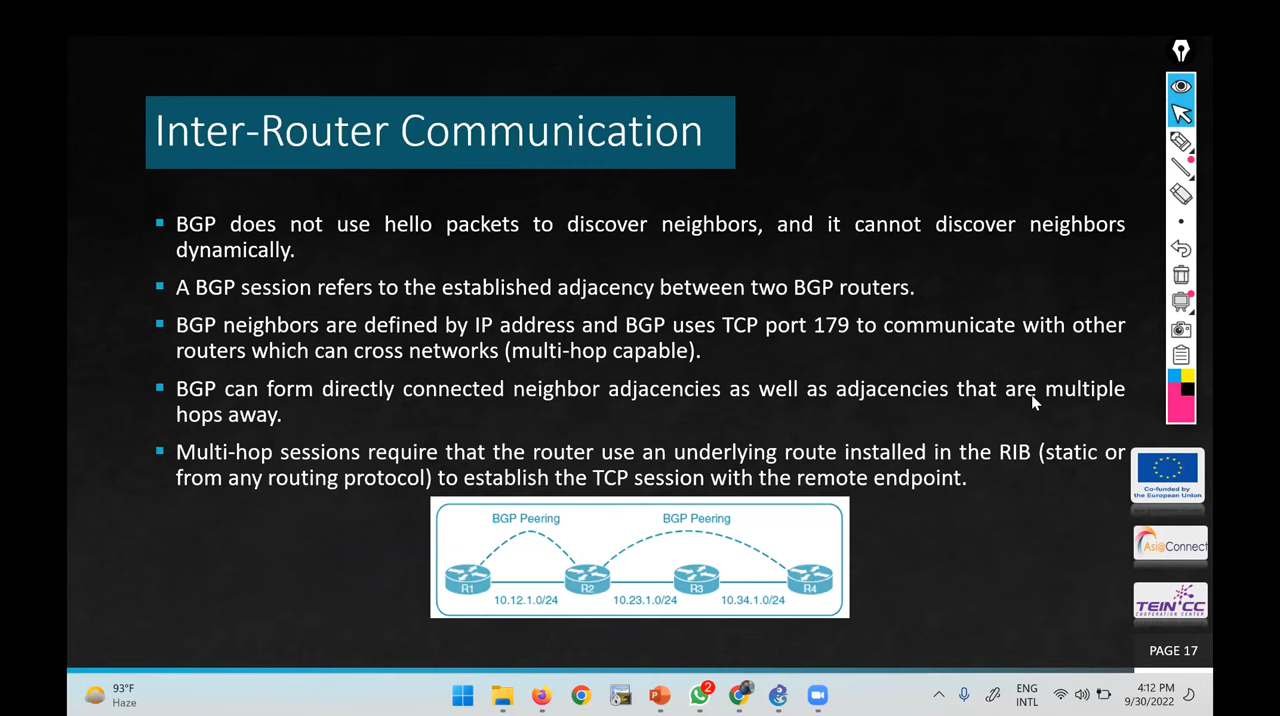 Inter-Router Communication
BGP does not use hello packets to discover neighbors, and it cannot discover neighbors
dynamically.
A BGP session refers to the established adjacency between two BGP routers.
BGP neighbors are defined by IP address and BGP uses TCP port 179 to communicate with other
routers which can cross networks (multi-hop capable).
BGP can form directly connected neighbor adjacencies as well as adjacencies that are multiple
hops away.
Multi-hop sessions require that the router use an underlying route installed in the RIB (static or
from any routing protocol) to establish the TCP session with the remote endpoint.
BGP Peering BGP Peering
R1 R2 R3 R4
10.12.1.0/24 10.23.1.0/24 10.34.1.0/24
Co-funded by
the European Union
Asi@Connect
TEIN*CC
COOPERATION CENTER
PAGE 17
93°F
Haze
2
ENG
INTL
4:12 PM
9/30/2022